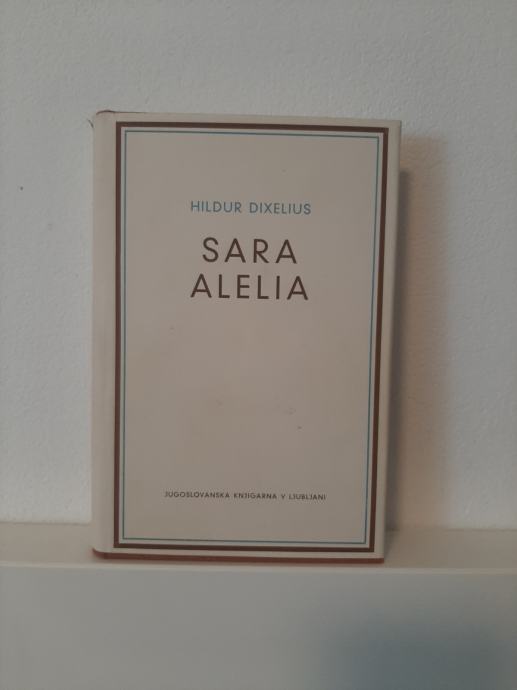 HILDUR DIXELIUS
SARA
ALELIA
JUGOSLOVANSKA KNJIGARNA V LJUBLJANI